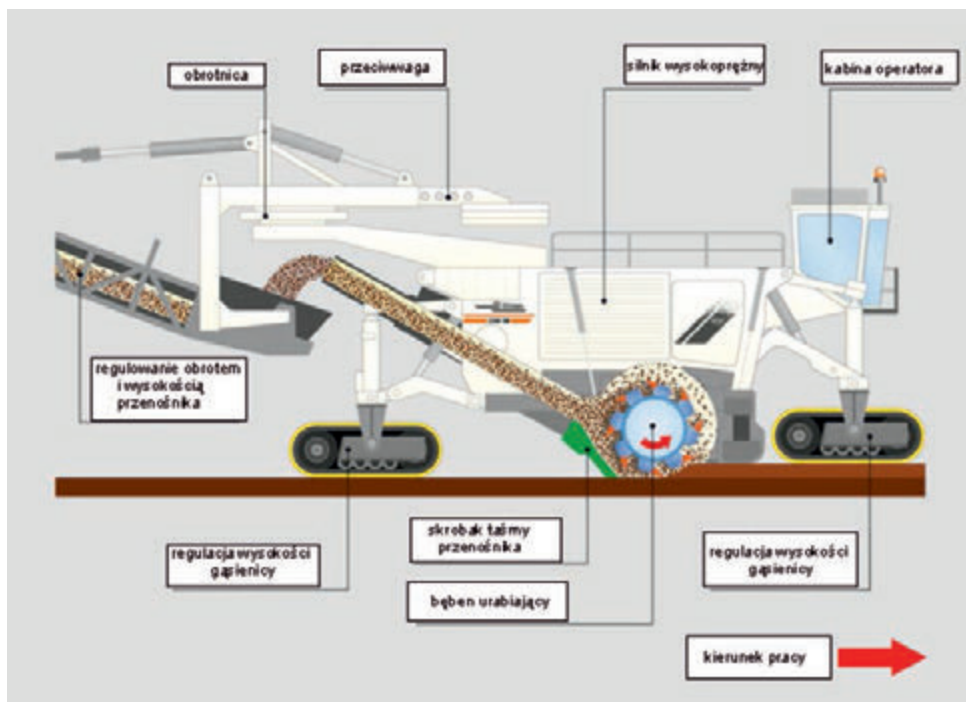 obrotnica
przeciwwaga
silnik wysokoprężny
kabina operatora
regulowanie obrotem
i wysokością
przenośnika
regulacja wysokości
gąsienicy
skrobak taśmy
przenośnika
bęben urabiający
regulacja wysokości
gąsienicy
kierunek pracy